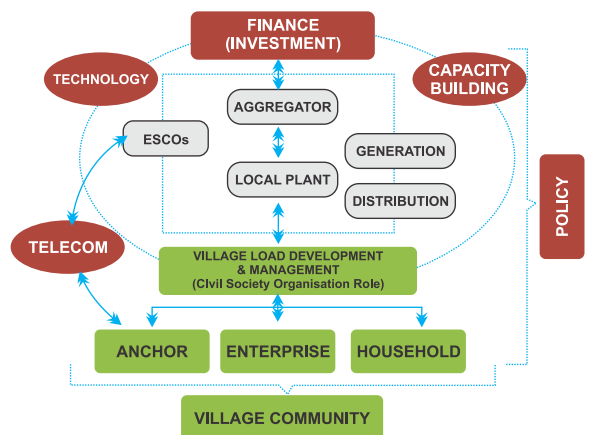 FINANCE
(INVESTMENT)
TECHNOLOGY
CAPACITY
BUILDING
AGGREGATOR
ESCOs
GENERATION
LOCAL PLANT
DISTRIBUTION
POLICY
TELECOM
VILLAGE LOAD DEVELOPMENT
& MANAGEMENT
(CIvil Society Organisation Role)
ANCHOR
ENTERPRISE
HOUSEHOLD
VILLAGE COMMUNITY